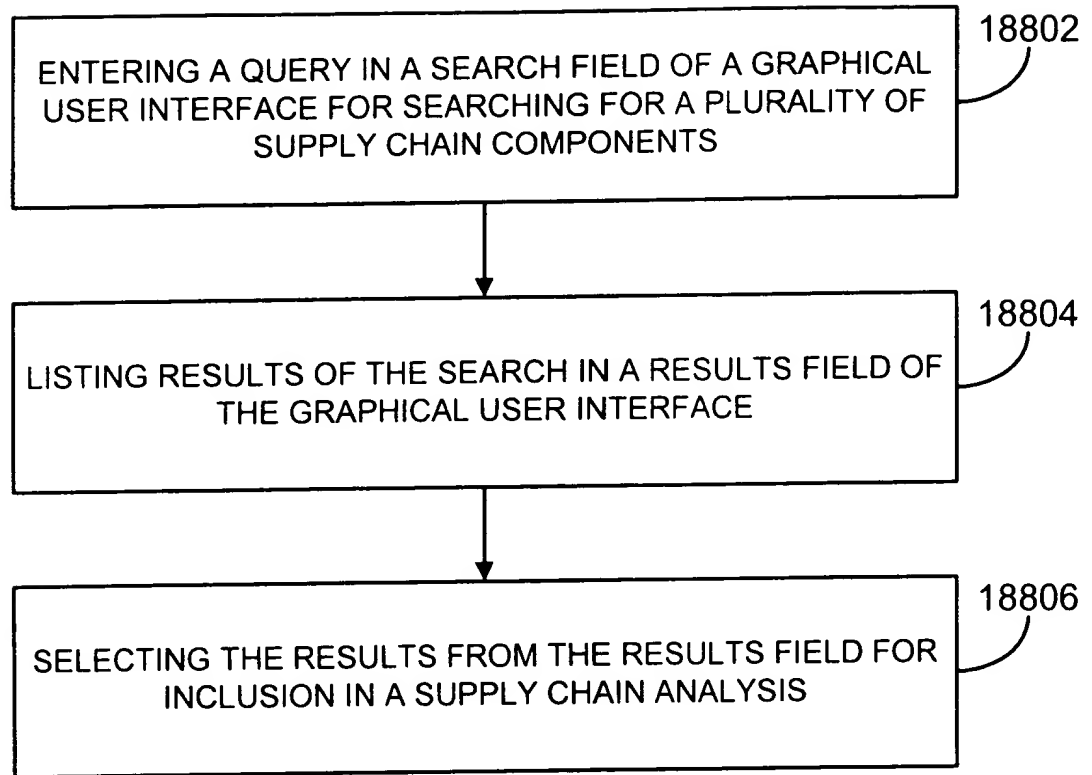 18802
ENTERING A QUERY IN A SEARCH FIELD OF A GRAPHICAL
USER INTERFACE FOR SEARCHING FOR A PLURALITY OF
SUPPLY CHAIN COMPONENTS
18804
LISTING RESULTS OF THE SEARCH IN A RESULTS FIELD OF
THE GRAPHICAL USER INTERFACE
18806
SELECTING THE RESULTS FROM THE RESULTS FIELD FOR
INCLUSION IN A SUPPLY CHAIN ANALYSIS